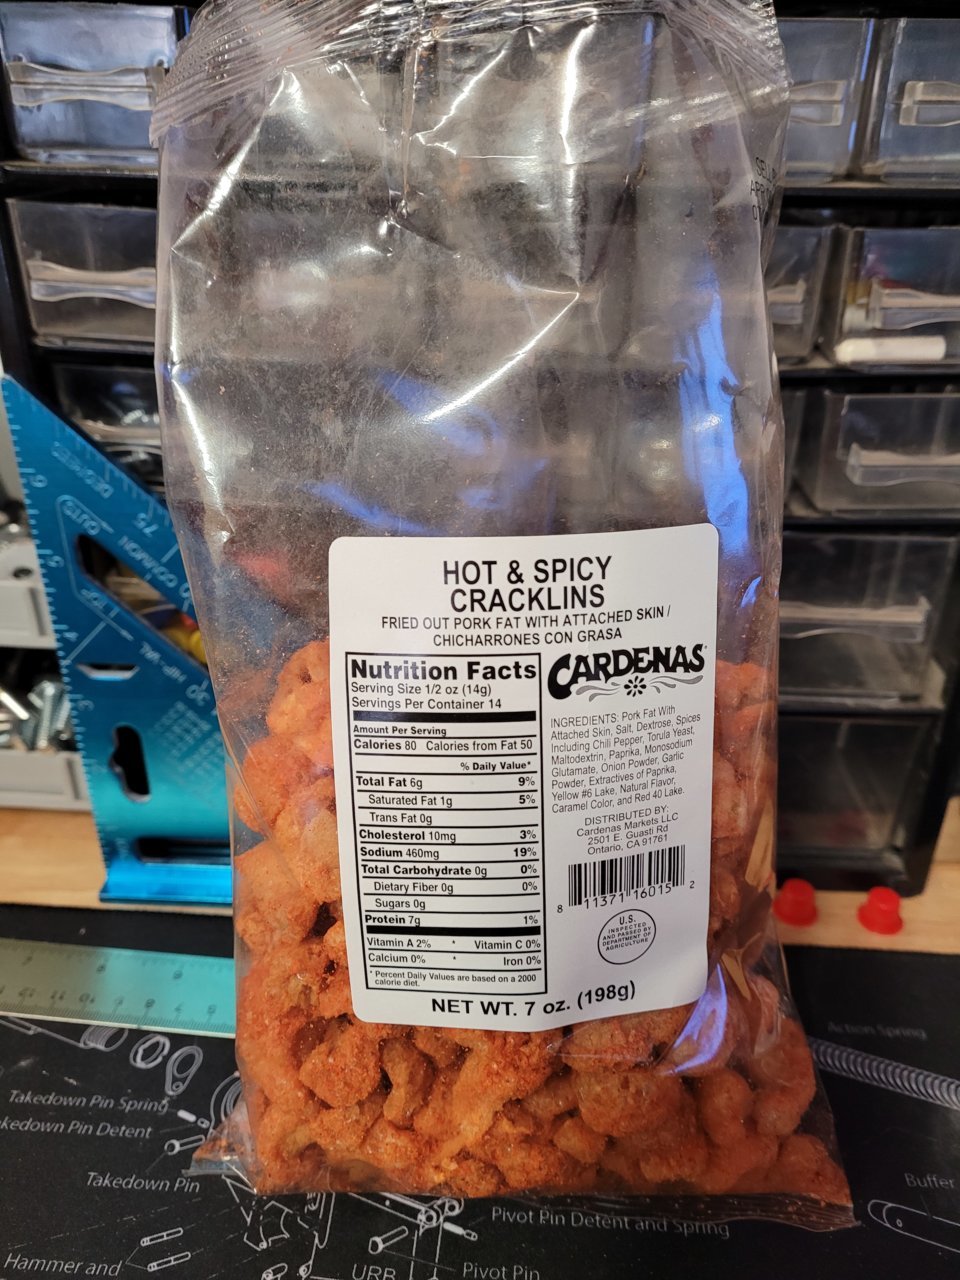 HOT & SPICY
CRACKLINS
FRIED OUT PORK FAT WITH ATTACHED SKIN /
CHICHARRONES CON GRASA
Nutrition Facts
Serving Size 1/2 oz (14g)
Servings Per Container 14
Amount Per Serving
Calories 80 Calories from Fat 50
% Daily Value*
Total Fat 6g 9%
Saturated Fat 1g 5%
Trans Fat 0g
Cholesterol 10mg 3%
Sodium 460mg 19%
Total Carbohydrate 0g 0%
Dietary Fiber 0g 0%
Sugars 0g
Protein 7g 1%
Vitamin A 2% * Vitamin C 0%
Calcium 0% * Iron 0%
* Percent Daily Values are based on a 2000
calorie diet.
CARDENAS
INGREDIENTS: Pork Fat With
Attached Skin, Salt, Dextrose, Spices
Including Chili Pepper, Torula Yeast,
Maltodextrin, Paprika, Monosodium
Glutamate, Onion Powder, Garlic
Powder, Extractives of Paprika,
Yellow #6 Lake, Natural Flavor,
Caramel Color, and Red 40 Lake.
DISTRIBUTED BY:
Cardenas Markets LLC
2501 E. Guasti Rd
Ontario, CA 91761
8 11371 16015 2
U.S.
INSPECTED
AND PASSED BY
DEPARTMENT OF
AGRICULTURE
NET WT. 7 oz. (198g)
COMMON
75
Action Spring
Takedown Pin Spring
kedown Pin Detent
Takedown Pin
Buffer
Pivot Pin Detent and Spring
Hammer and
URB
Pivot Pin